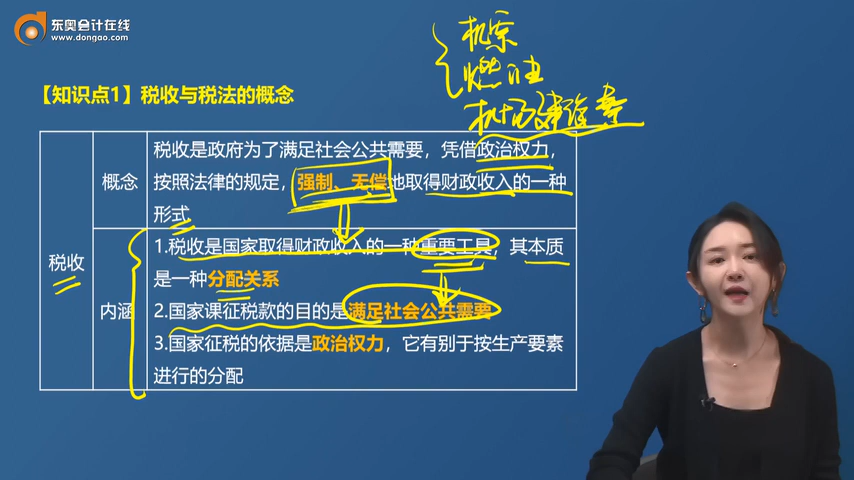 东奥会计在线
www.dongao.com
机票
燃油
【知识点1】税收与税法的概念
税收
概念
税收是政府为了满足社会公共需要，凭借政治权力，
按照法律的规定，强制、无偿地取得财政收入的一种
形式
内涵
1.税收是国家取得财政收入的一种重要工具，其本质
是一种分配关系
2.国家课征税款的目的是满足社会公共需要
3.国家征税的依据是政治权力，它有别于按生产要素
进行的分配